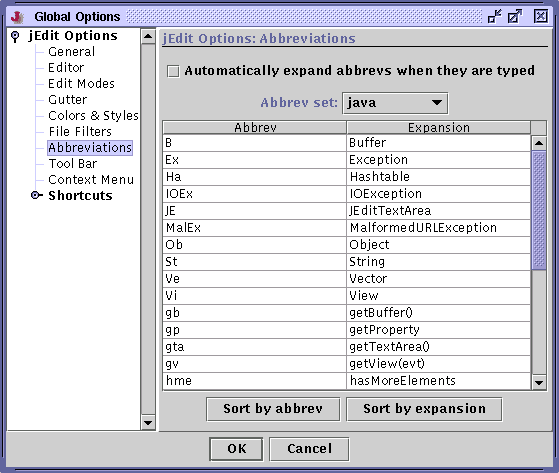 Global Options
jEdit Options
General
Editor
Edit Modes
Gutter
Colors & Styles
File Filters
Abbreviations
Tool Bar
Context Menu
Shortcuts
jEdit Options: Abbreviations
Automatically expand abbrevs when they are typed
Abbrev set: java
Abbrev Expansion
B Buffer
Ex Exception
Ha Hashtable
IOEx IOException
JE JEditTextArea
MalEx MalformedURLException
Ob Object
St String
Ve Vector
Vi View
gb getBuffer()
gp getProperty
gta getTextArea()
gv getView(evt)
hme hasMoreElements
Sort by abbrev Sort by expansion
OK Cancel